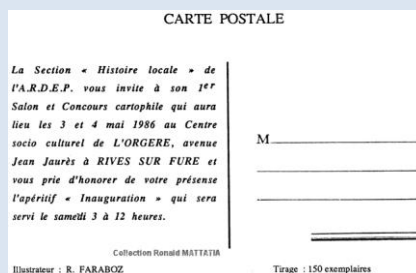 CARTE POSTALE
La Section « Histoire locale » de
l'A.R.D.E.P. vous invite à son 1er
Salon et Concours cartophile qui aura
lieu les 3 et 4 mai 1986 au Centre
socio culturel de L'ORGERE, avenue
Jean Jaurès à RIVES SUR FURE et
vous prie d'honorer de votre présense
l'apéritif « Inauguration » qui sera
servi le samedi 3 à 12 heures.
M
Collection Ronald MATTATIA
Illustrateur : R. FARABOZ
Tirage : 150 exemplaires